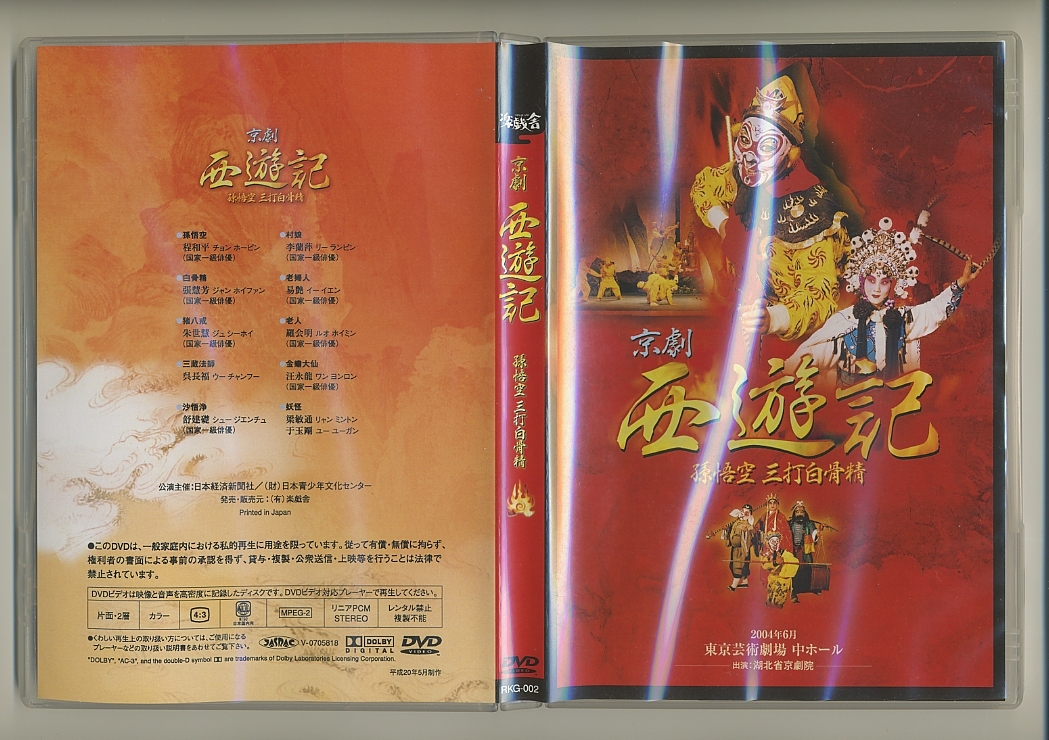 京劇
西遊記
孫悟空 三打白骨精
●孫悟空
程和平 チョン ホーピン
(国家一級俳優)
●白骨精
張慧芳 ジャン ホイファン
(国家一級俳優)
●猪八戒
朱世慧 ジュ シーホイ
(国家一級俳優)
●三蔵法師
呉長福 ウー チャンフー
(国家一級俳優)
●沙悟浄
舒建礎 シュー ジエンチュ
(国家一級俳優)
●村娘
李蘭萍 リー ランピン
(国家一級俳優)
●老婦人
易艶 イー イエン
(国家一級俳優)
●老人
羅会明 ルオ ホイミン
(国家一級俳優)
●金蟾大仙
汪永龍 ワン ヨンロン
(国家一級俳優)
●妖怪
梁敏通 リャン ミントン
于玉剛 ユー ユーガン
公演主催:日本経済新聞社/(財)日本青少年文化センター
発売・販売元:(有)楽戯舎
Printed in Japan
●このDVDは、一般家庭内における私的再生に用途を限っています。従って有償・無償に拘らず、
権利者の書面による事前の承認を得ず、貸与・複製・公衆送信・上映等を行うことは法律で
禁止されています。
DVDビデオは映像と音声を高密度に記録したディスクです。DVDビデオ対応プレーヤーで再生してください。
片面・2層
カラー
4:3
MPEG-2
リニアPCM
STEREO
レンタル禁止
複製不能
●くわしい再生上の取り扱い方については、ご使用になる
プレーヤーなどの取り扱い説明書をあわせてご覧下さい。
JASRAC V-0705818
DOLBY
DIGITAL
DVD
VIDEO
"DOLBY", "AC-3", and the double-D symbol are trademarks of Dolby Laboratories Licensing Corporation.
平成20年5月制作
楽戯舎
京劇
西遊記
孫悟空 三打白骨精
DVD
VIDEO
RKG-002
京劇
西遊記
孫悟空 三打白骨精
2004年6月
東京芸術劇場 中ホール
出演:湖北省京劇院